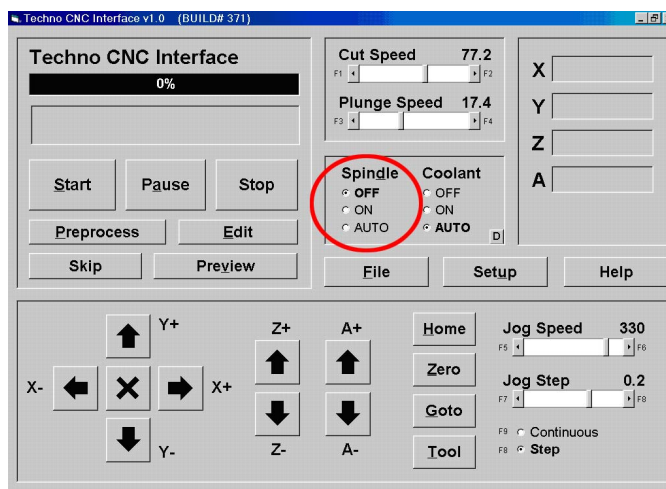 Techno CNC Interface v1.0 (BUILD# 371)
Techno CNC Interface
0%
Start Pause Stop
Preprocess Edit
Skip Preview
Cut Speed 77.2
F1 F2
Plunge Speed 17.4
F3 F4
Spindle Coolant
OFF OFF
ON ON
AUTO AUTO
D
X
Y
Z
A
File Setup Help
Y+
X- X+
Y-
Z+ A+
Z- A-
Home
Zero
Goto
Tool
Jog Speed 330
F5 F6
Jog Step 0.2
F7 F8
F9 Continuous
F8 Step